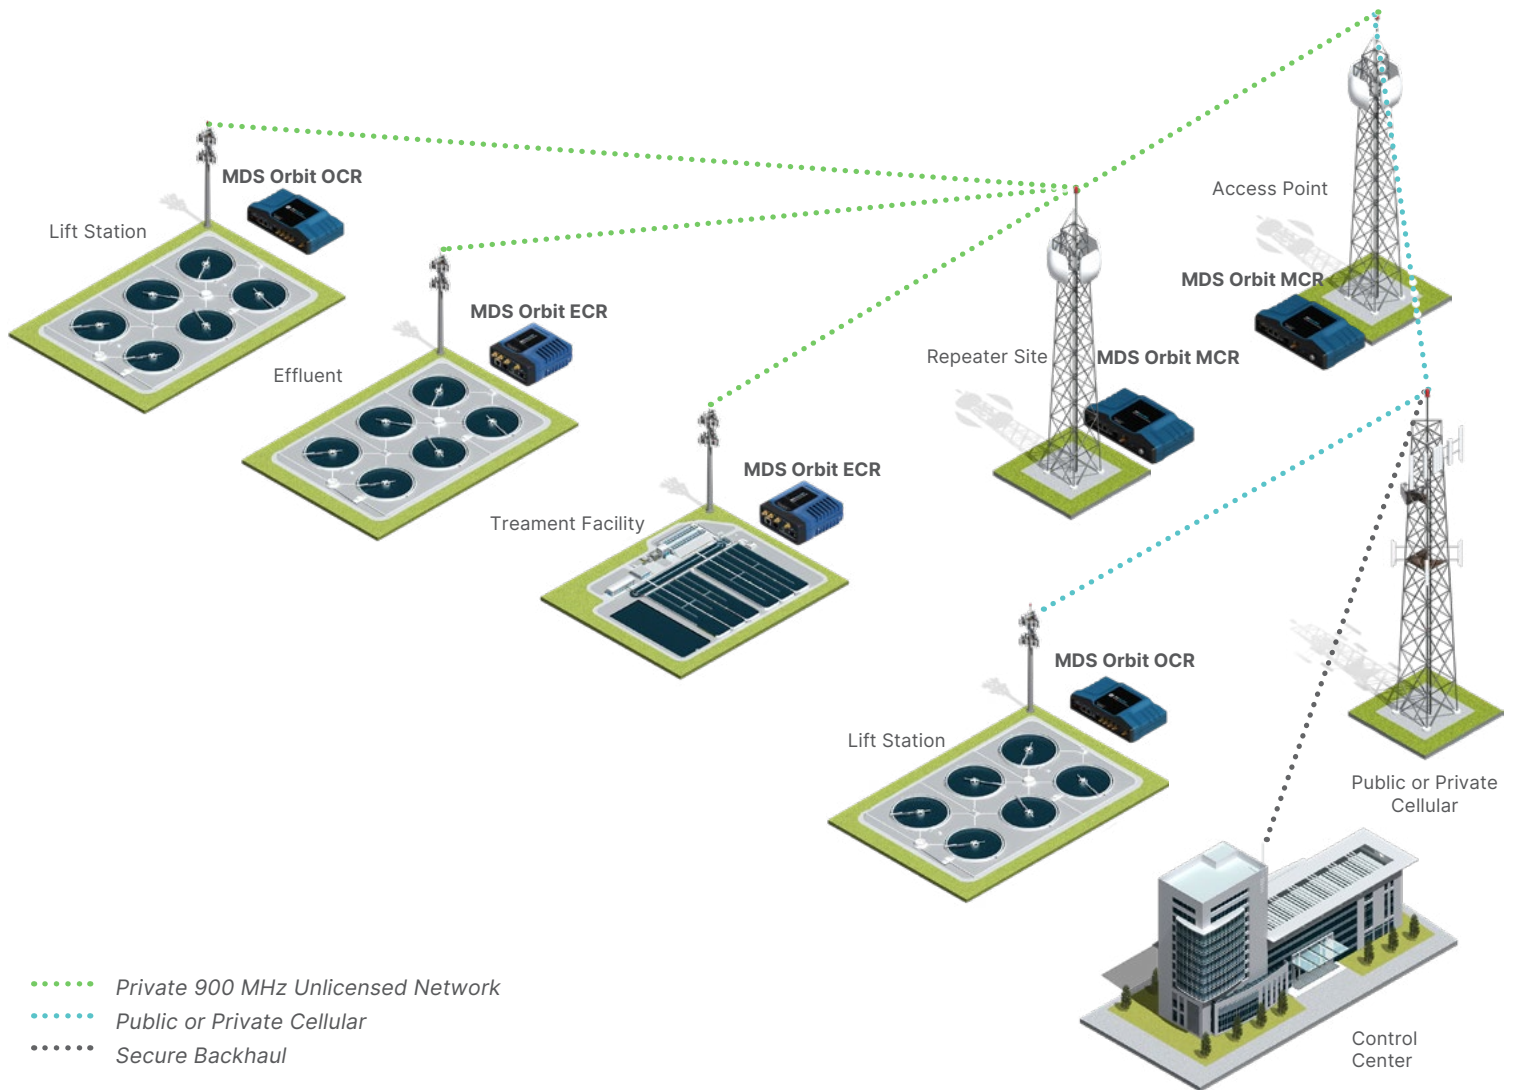 MDS Orbit OCR
Lift Station
Access Point
MDS Orbit MCR
MDS Orbit ECR
Effluent
Repeater Site
MDS Orbit MCR
MDS Orbit ECR
Treament Facility
MDS Orbit OCR
Lift Station
Public or Private
Cellular
Private 900 MHz Unlicensed Network
Public or Private Cellular
Secure Backhaul
Control
Center